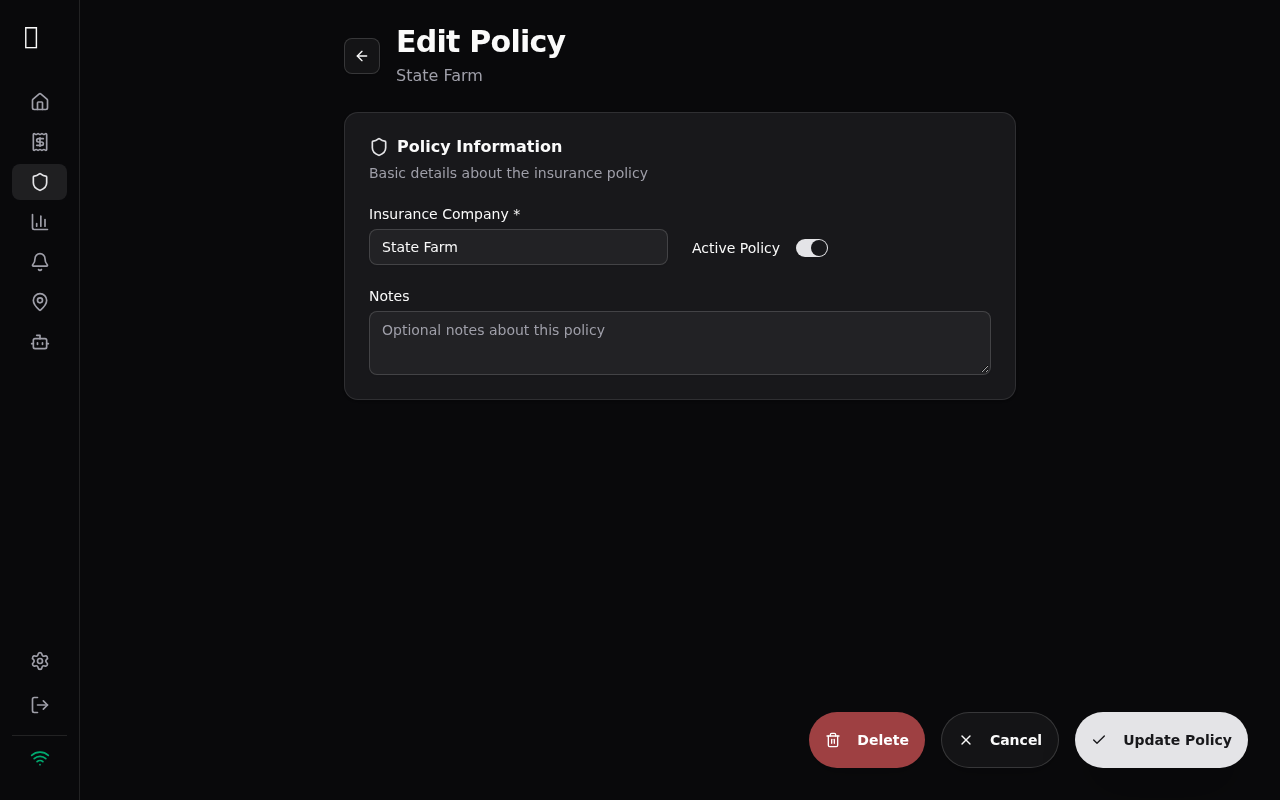 Edit Policy
State Farm
Policy Information
Basic details about the insurance policy
Insurance Company *
State Farm
Active Policy
Notes
Optional notes about this policy
Delete
Cancel
Update Policy